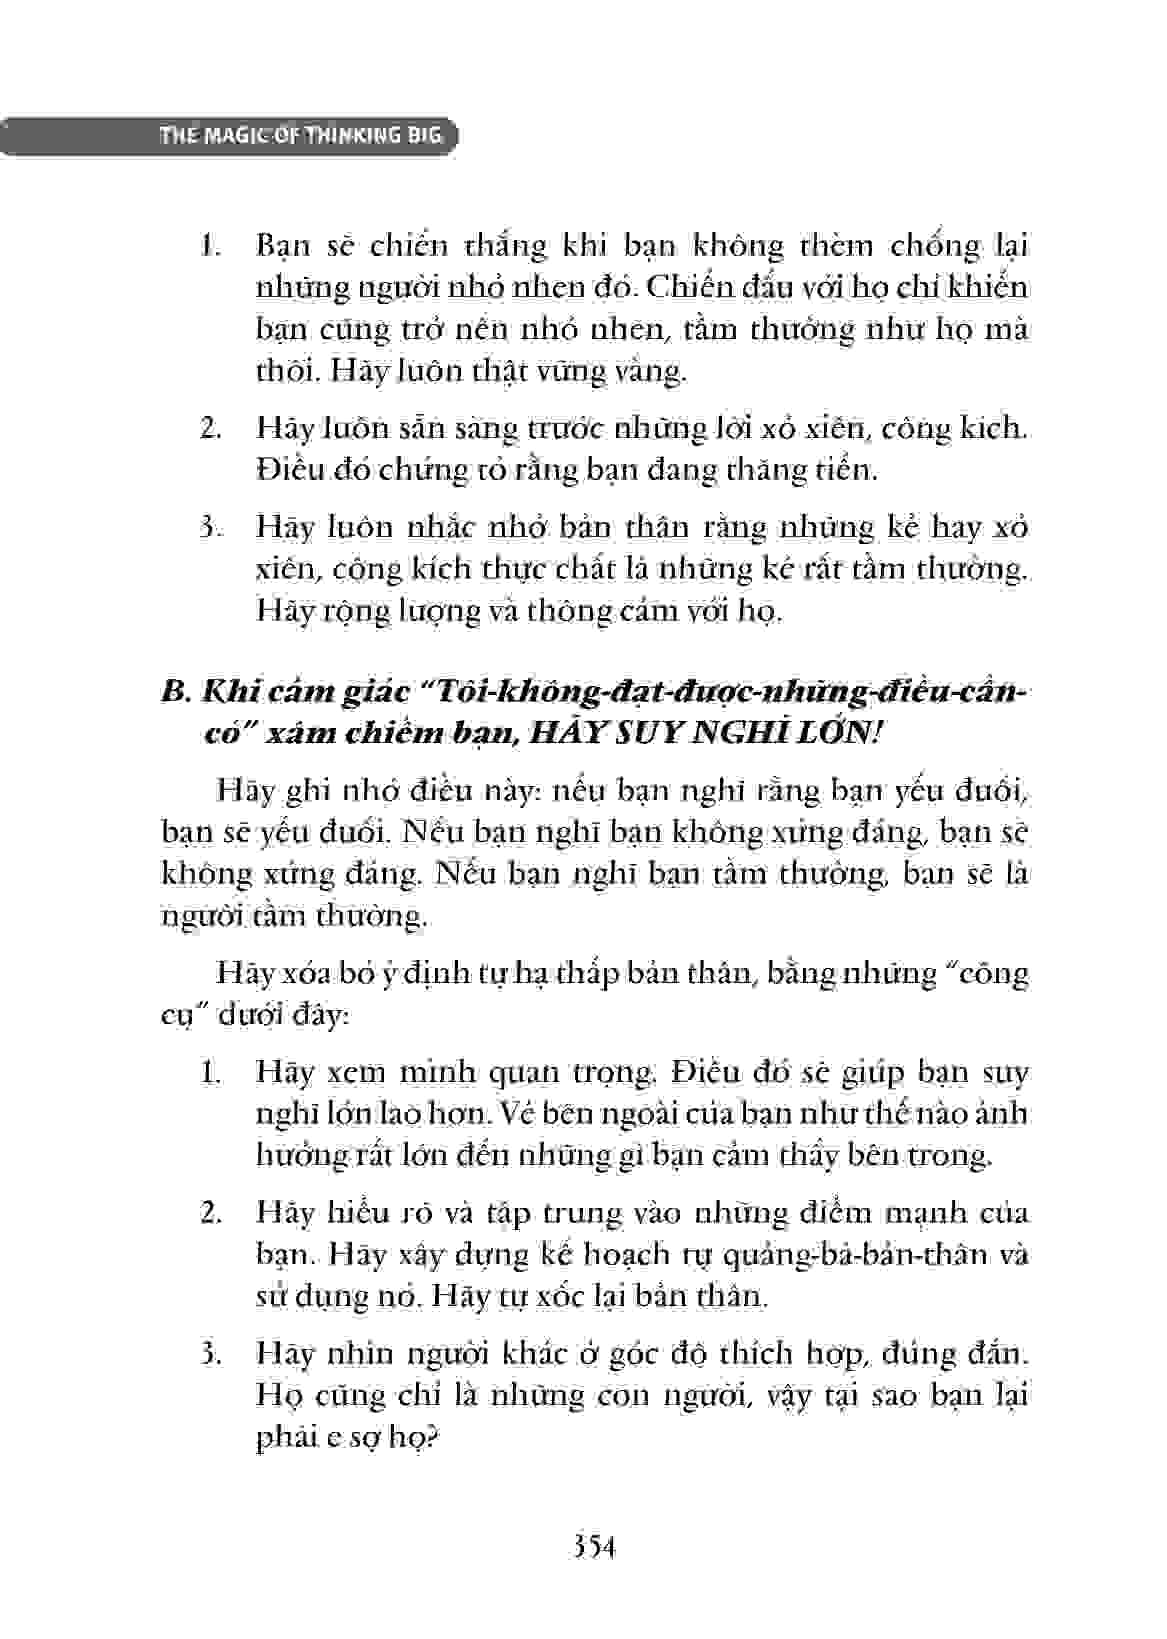 THE MAGIC OF THINKING BIG
1. Bạn sẽ chiến thắng khi bạn không thèm chống lại
những người nhỏ nhen đó. Chiến đấu với họ chỉ khiến
bạn cũng trở nên nhỏ nhen, tầm thường như họ mà
thôi. Hãy luôn thật vững vàng.
2. Hãy luôn sẵn sàng trước những lời xỏ xiên, công kích.
Điều đó chứng tỏ rằng bạn đang thăng tiến.
3. Hãy luôn nhắc nhở bản thân rằng những kẻ hay xỏ
xiên, công kích thực chất là những kẻ rất tầm thường.
Hãy rộng lượng và thông cảm với họ.
B. Khi cảm giác “Tôi-không-đạt-được-những-điều-cần-
có” xâm chiếm bạn, HÃY SUY NGHĨ LỚN!
Hãy ghi nhớ điều này: nếu bạn nghĩ rằng bạn yếu đuối,
bạn sẽ yếu đuối. Nếu bạn nghĩ bạn không xứng đáng, bạn sẽ
không xứng đáng. Nếu bạn nghĩ bạn tầm thường, bạn sẽ là
người tầm thường.
Hãy xóa bỏ ý định tự hạ thấp bản thân, bằng những “công
cụ” dưới đây:
1. Hãy xem mình quan trọng. Điều đó sẽ giúp bạn suy
nghĩ lớn lao hơn. Vẻ bên ngoài của bạn như thế nào ảnh
hưởng rất lớn đến những gì bạn cảm thấy bên trong.
2. Hãy hiểu rõ và tập trung vào những điểm mạnh của
bạn. Hãy xây dựng kế hoạch tự quảng-bá-bản-thân và
sử dụng nó. Hãy tự xốc lại bản thân.
3. Hãy nhìn người khác ở góc độ thích hợp, đúng đắn.
Họ cũng chỉ là những con người, vậy tại sao bạn lại
phải e sợ họ?
354